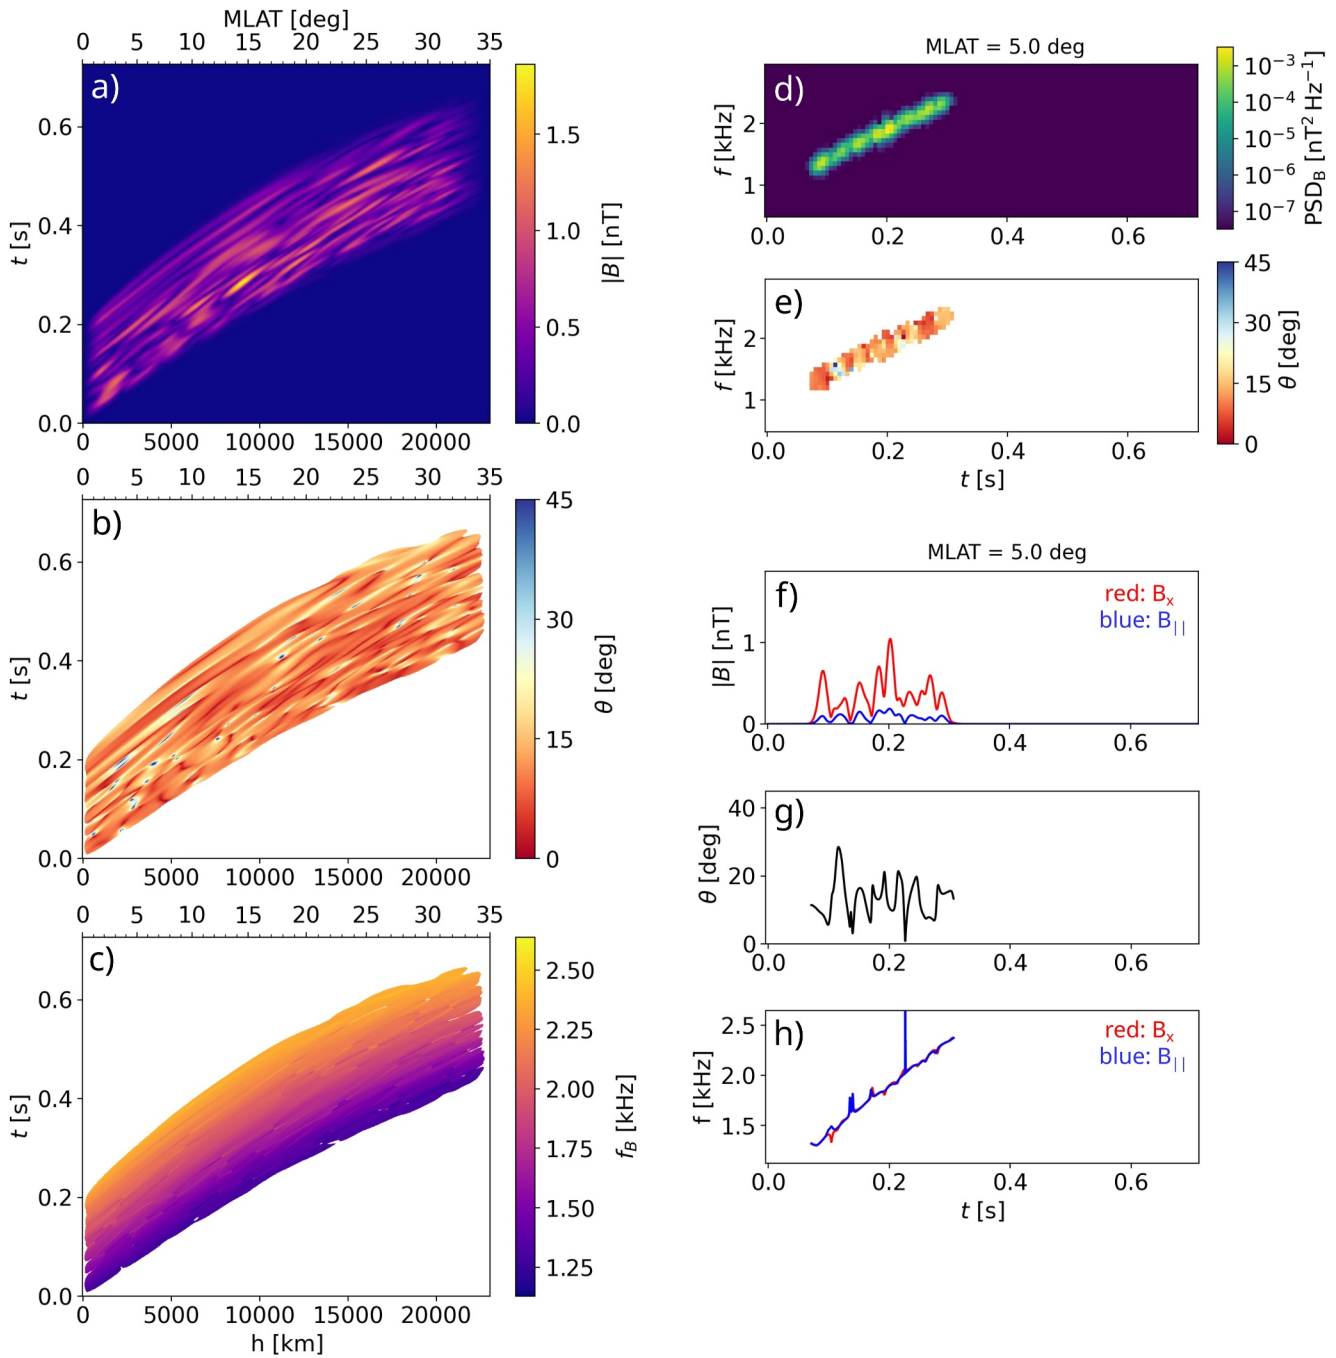 MLAT [deg]
0 5 10 15 20 25 30 35
a)
0.6
0.4
0.2
0.0
t [s]
0 5000 10000 15000 20000
1.5
1.0
0.5
0.0
|B| [nT]
0 5 10 15 20 25 30 35
b)
0.6
0.4
0.2
0.0
t [s]
0 5000 10000 15000 20000
45
30
15
0
θ [deg]
0 5 10 15 20 25 30 35
c)
0.6
0.4
0.2
0.0
t [s]
0 5000 10000 15000 20000
h [km]
2.50
2.25
2.00
1.75
1.50
1.25
f_B [kHz]
MLAT = 5.0 deg
d)
2
1
f [kHz]
0.0 0.2 0.4 0.6
10⁻³
10⁻⁴
10⁻⁵
10⁻⁶
10⁻⁷
PSD_B [nT² Hz⁻¹]
e)
2
1
f [kHz]
0.0 0.2 0.4 0.6
t [s]
45
30
15
0
θ [deg]
MLAT = 5.0 deg
f)
red: Bₓ
blue: B_||
1
0
|B| [nT]
0.0 0.2 0.4 0.6
g)
40
20
0
θ [deg]
0.0 0.2 0.4 0.6
h)
red: Bₓ
blue: B_||
2.5
2.0
1.5
f [kHz]
0.0 0.2 0.4 0.6
t [s]